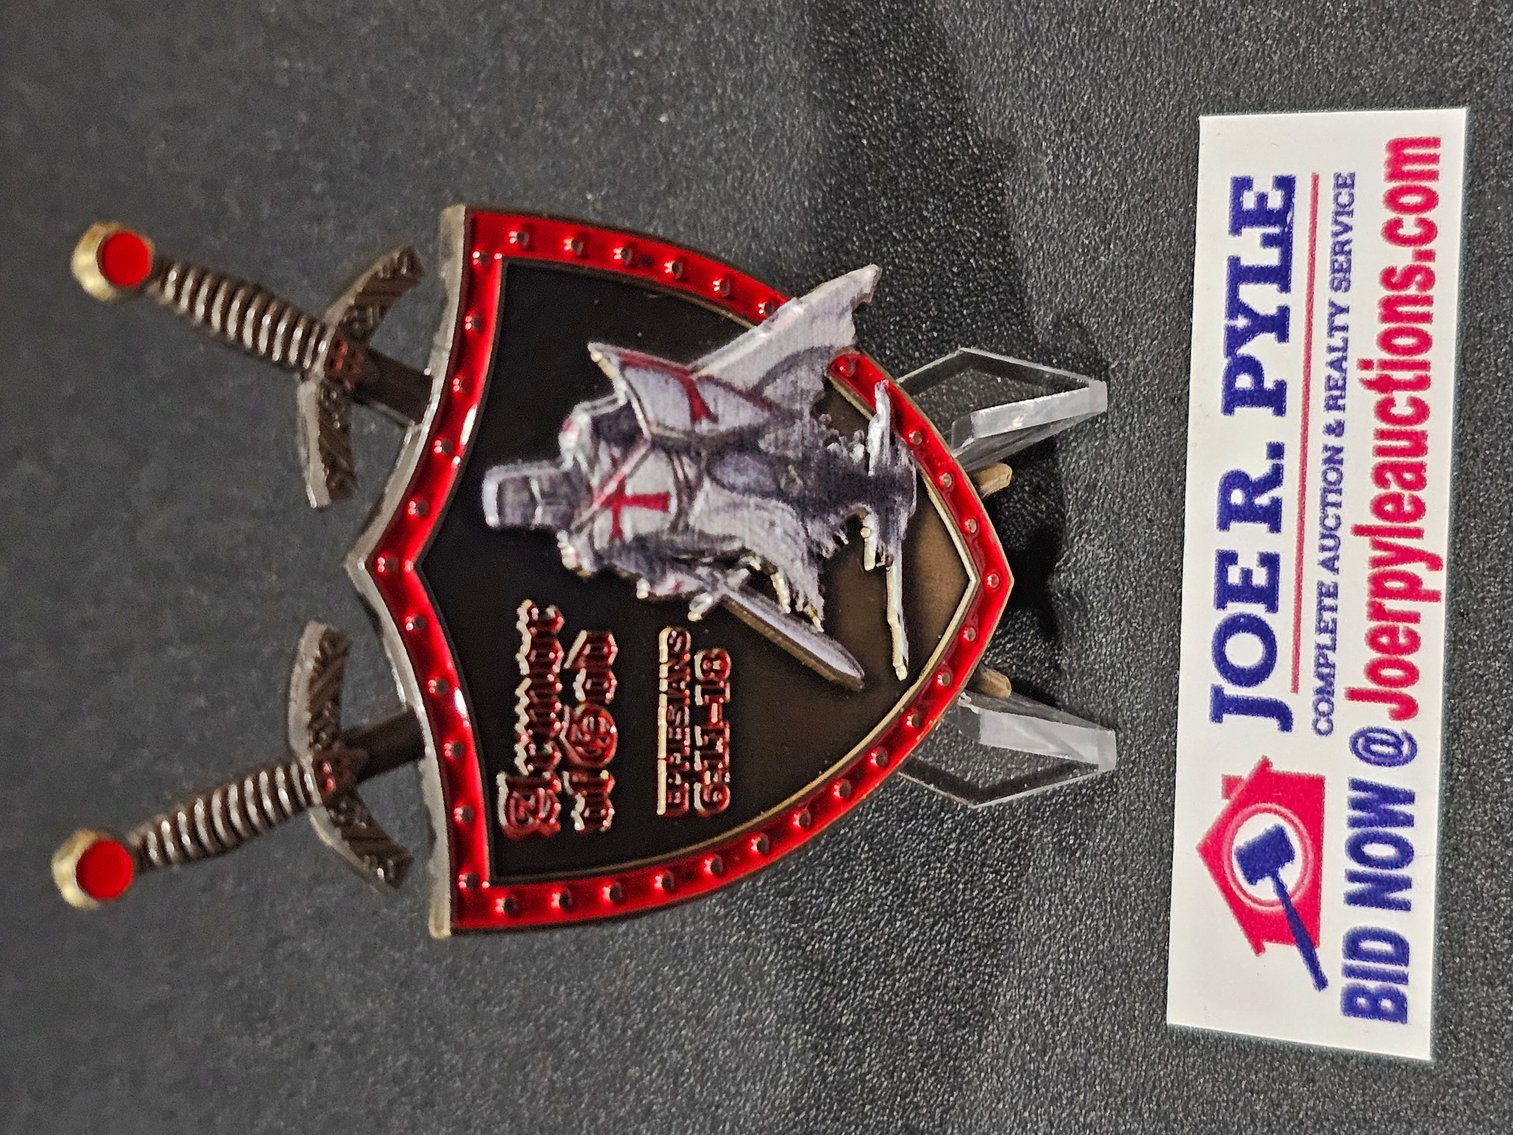 Armour
of God
EPHESIANS
6:11-18
JOE R. PYLE
COMPLETE AUCTION & REALTY SERVICE
BID NOW @ Joerpyleauctions.com